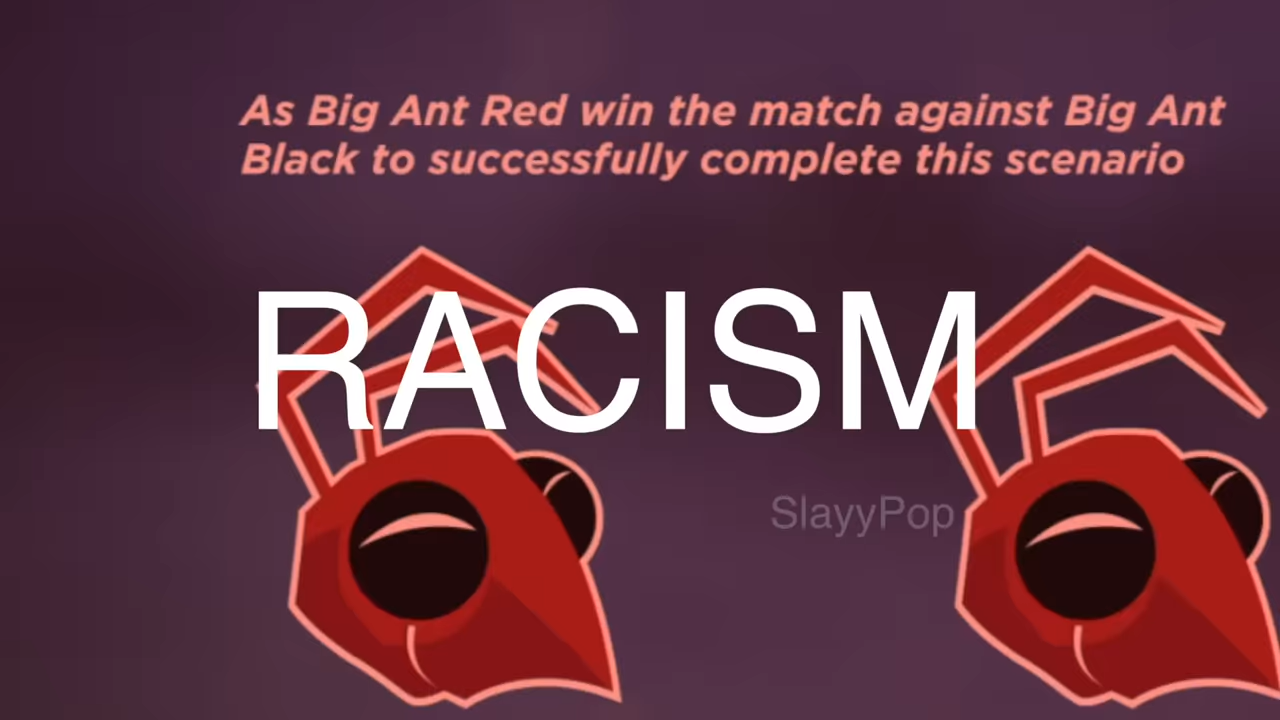 As Big Ant Red win the match against Big Ant
Black to successfully complete this scenario
RACISM
SlayyPop